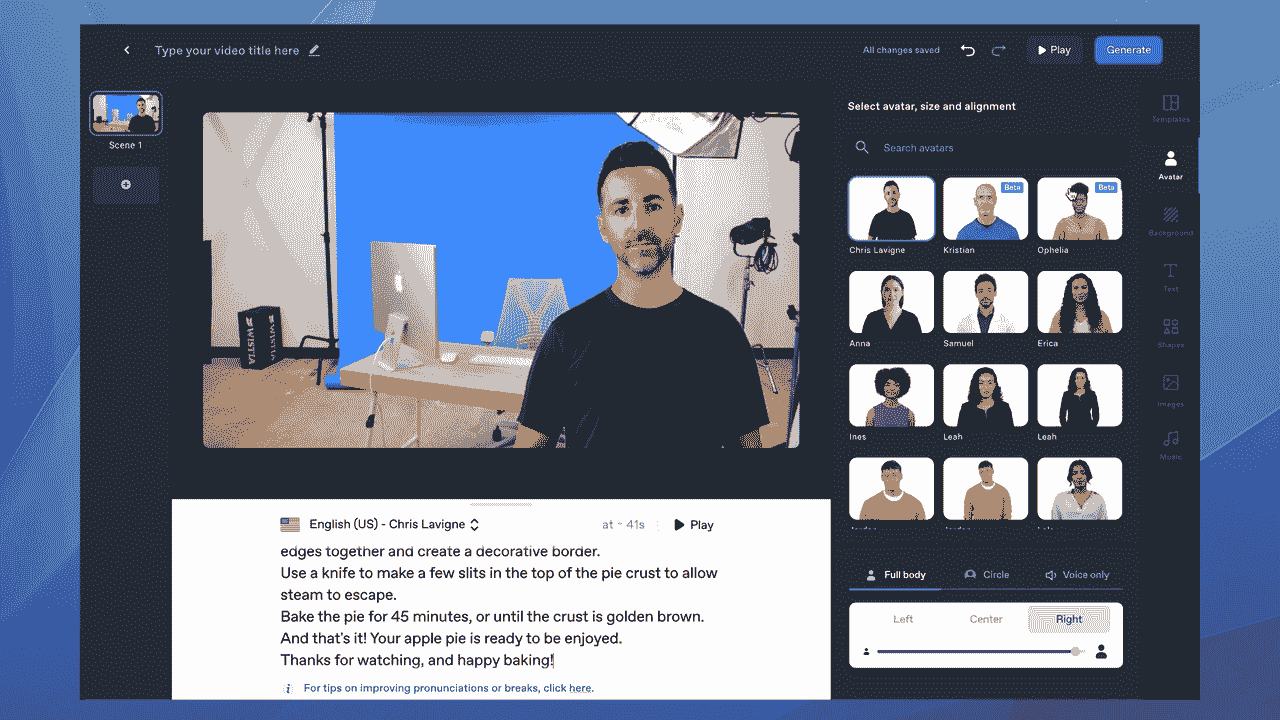 Type your video title here
All changes saved
Play
Generate
Scene 1
WISTIA
WISTIA
Select avatar, size and alignment
Search avatars
Beta
Beta
Chris Lavigne
Kristian
Ophelia
Anna
Samuel
Erica
Ines
Leah
Leah
Full body
Circle
Voice only
Left
Center
Right
Templates
Avatar
Background
Text
Shapes
Images
Music
English (US) - Chris Lavigne
at ~ 41s
Play
edges together and create a decorative border.
Use a knife to make a few slits in the top of the pie crust to allow
steam to escape.
Bake the pie for 45 minutes, or until the crust is golden brown.
And that's it! Your apple pie is ready to be enjoyed.
Thanks for watching, and happy baking!
For tips on improving pronunciations or breaks, click here.